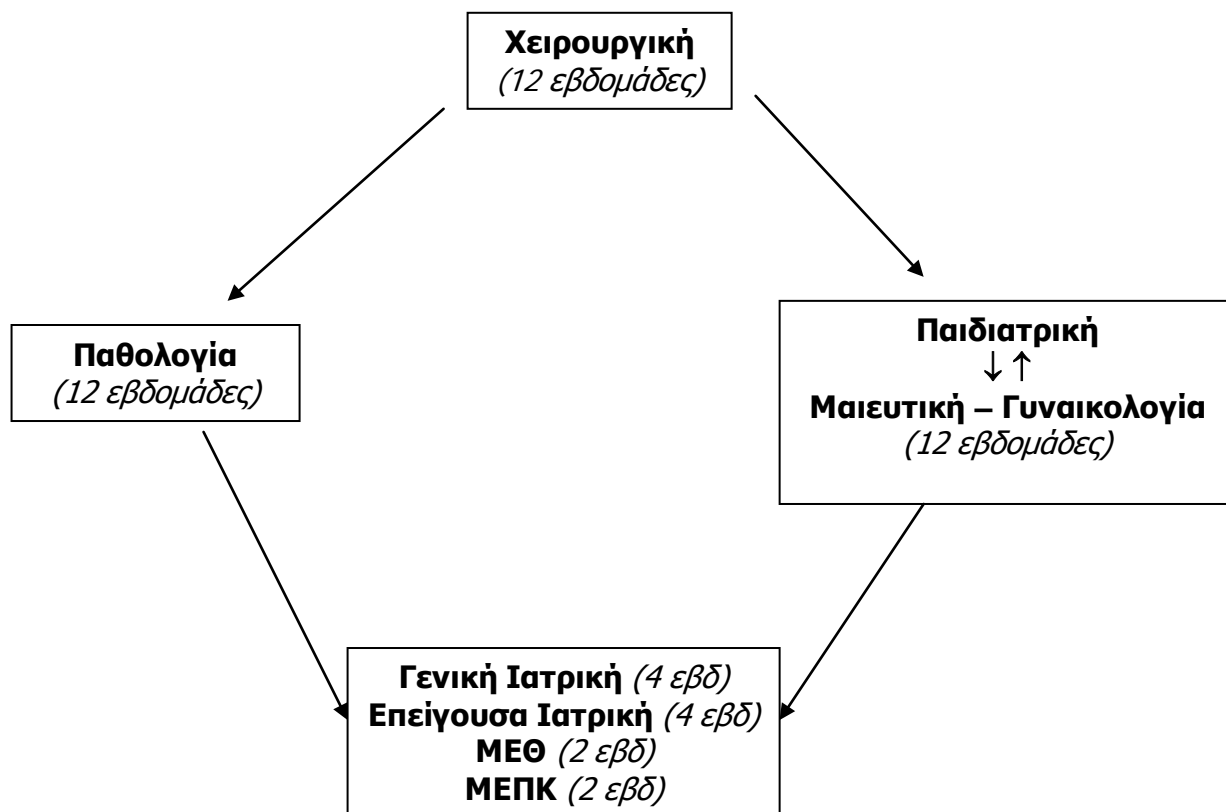 Χειρουργική
(12 εβδομάδες)
Παθολογία
(12 εβδομάδες)
Παιδιατρική
↓ ↑
Μαιευτική – Γυναικολογία
(12 εβδομάδες)
Γενική Ιατρική (4 εβδ)
Επείγουσα Ιατρική (4 εβδ)
ΜΕΘ (2 εβδ)
ΜΕΠΚ (2 εβδ)